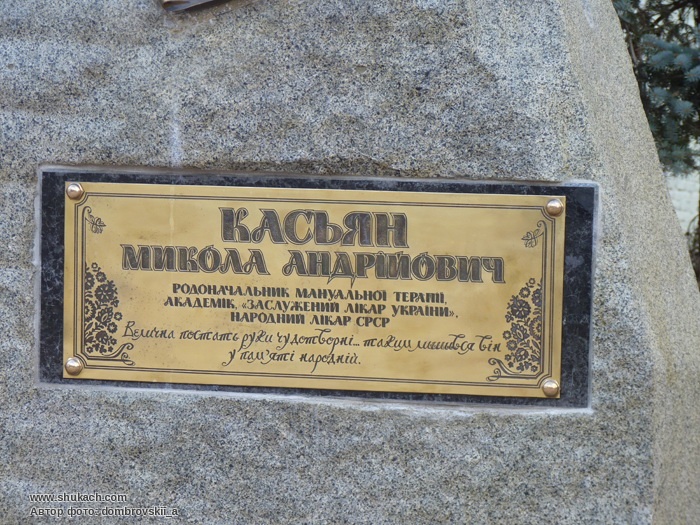 КАСЬЯН
МИКОЛА АНДРІЙОВИЧ
РОДОНАЧАЛЬНИК МАНУАЛЬНОЇ ТЕРАПІЇ,
АКАДЕМІК, «ЗАСЛУЖЕНИЙ ЛІКАР УКРАЇНИ»,
НАРОДНИЙ ЛІКАР СРСР
Велична постать руки чудотворні... таким лишився він
у пам'яті народній.
www.shukach.com
Автор фото: dombrovskii_a